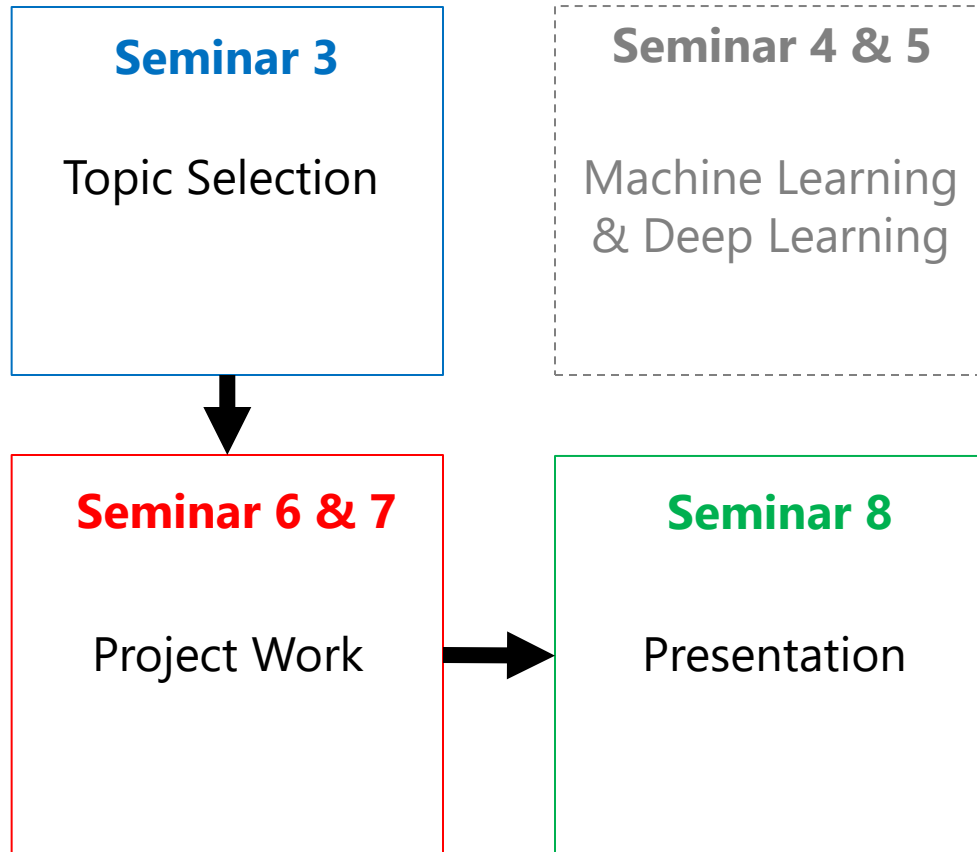 Seminar 3
Topic Selection
Seminar 4 & 5
Machine Learning
& Deep Learning
Seminar 6 & 7
Project Work
Seminar 8
Presentation